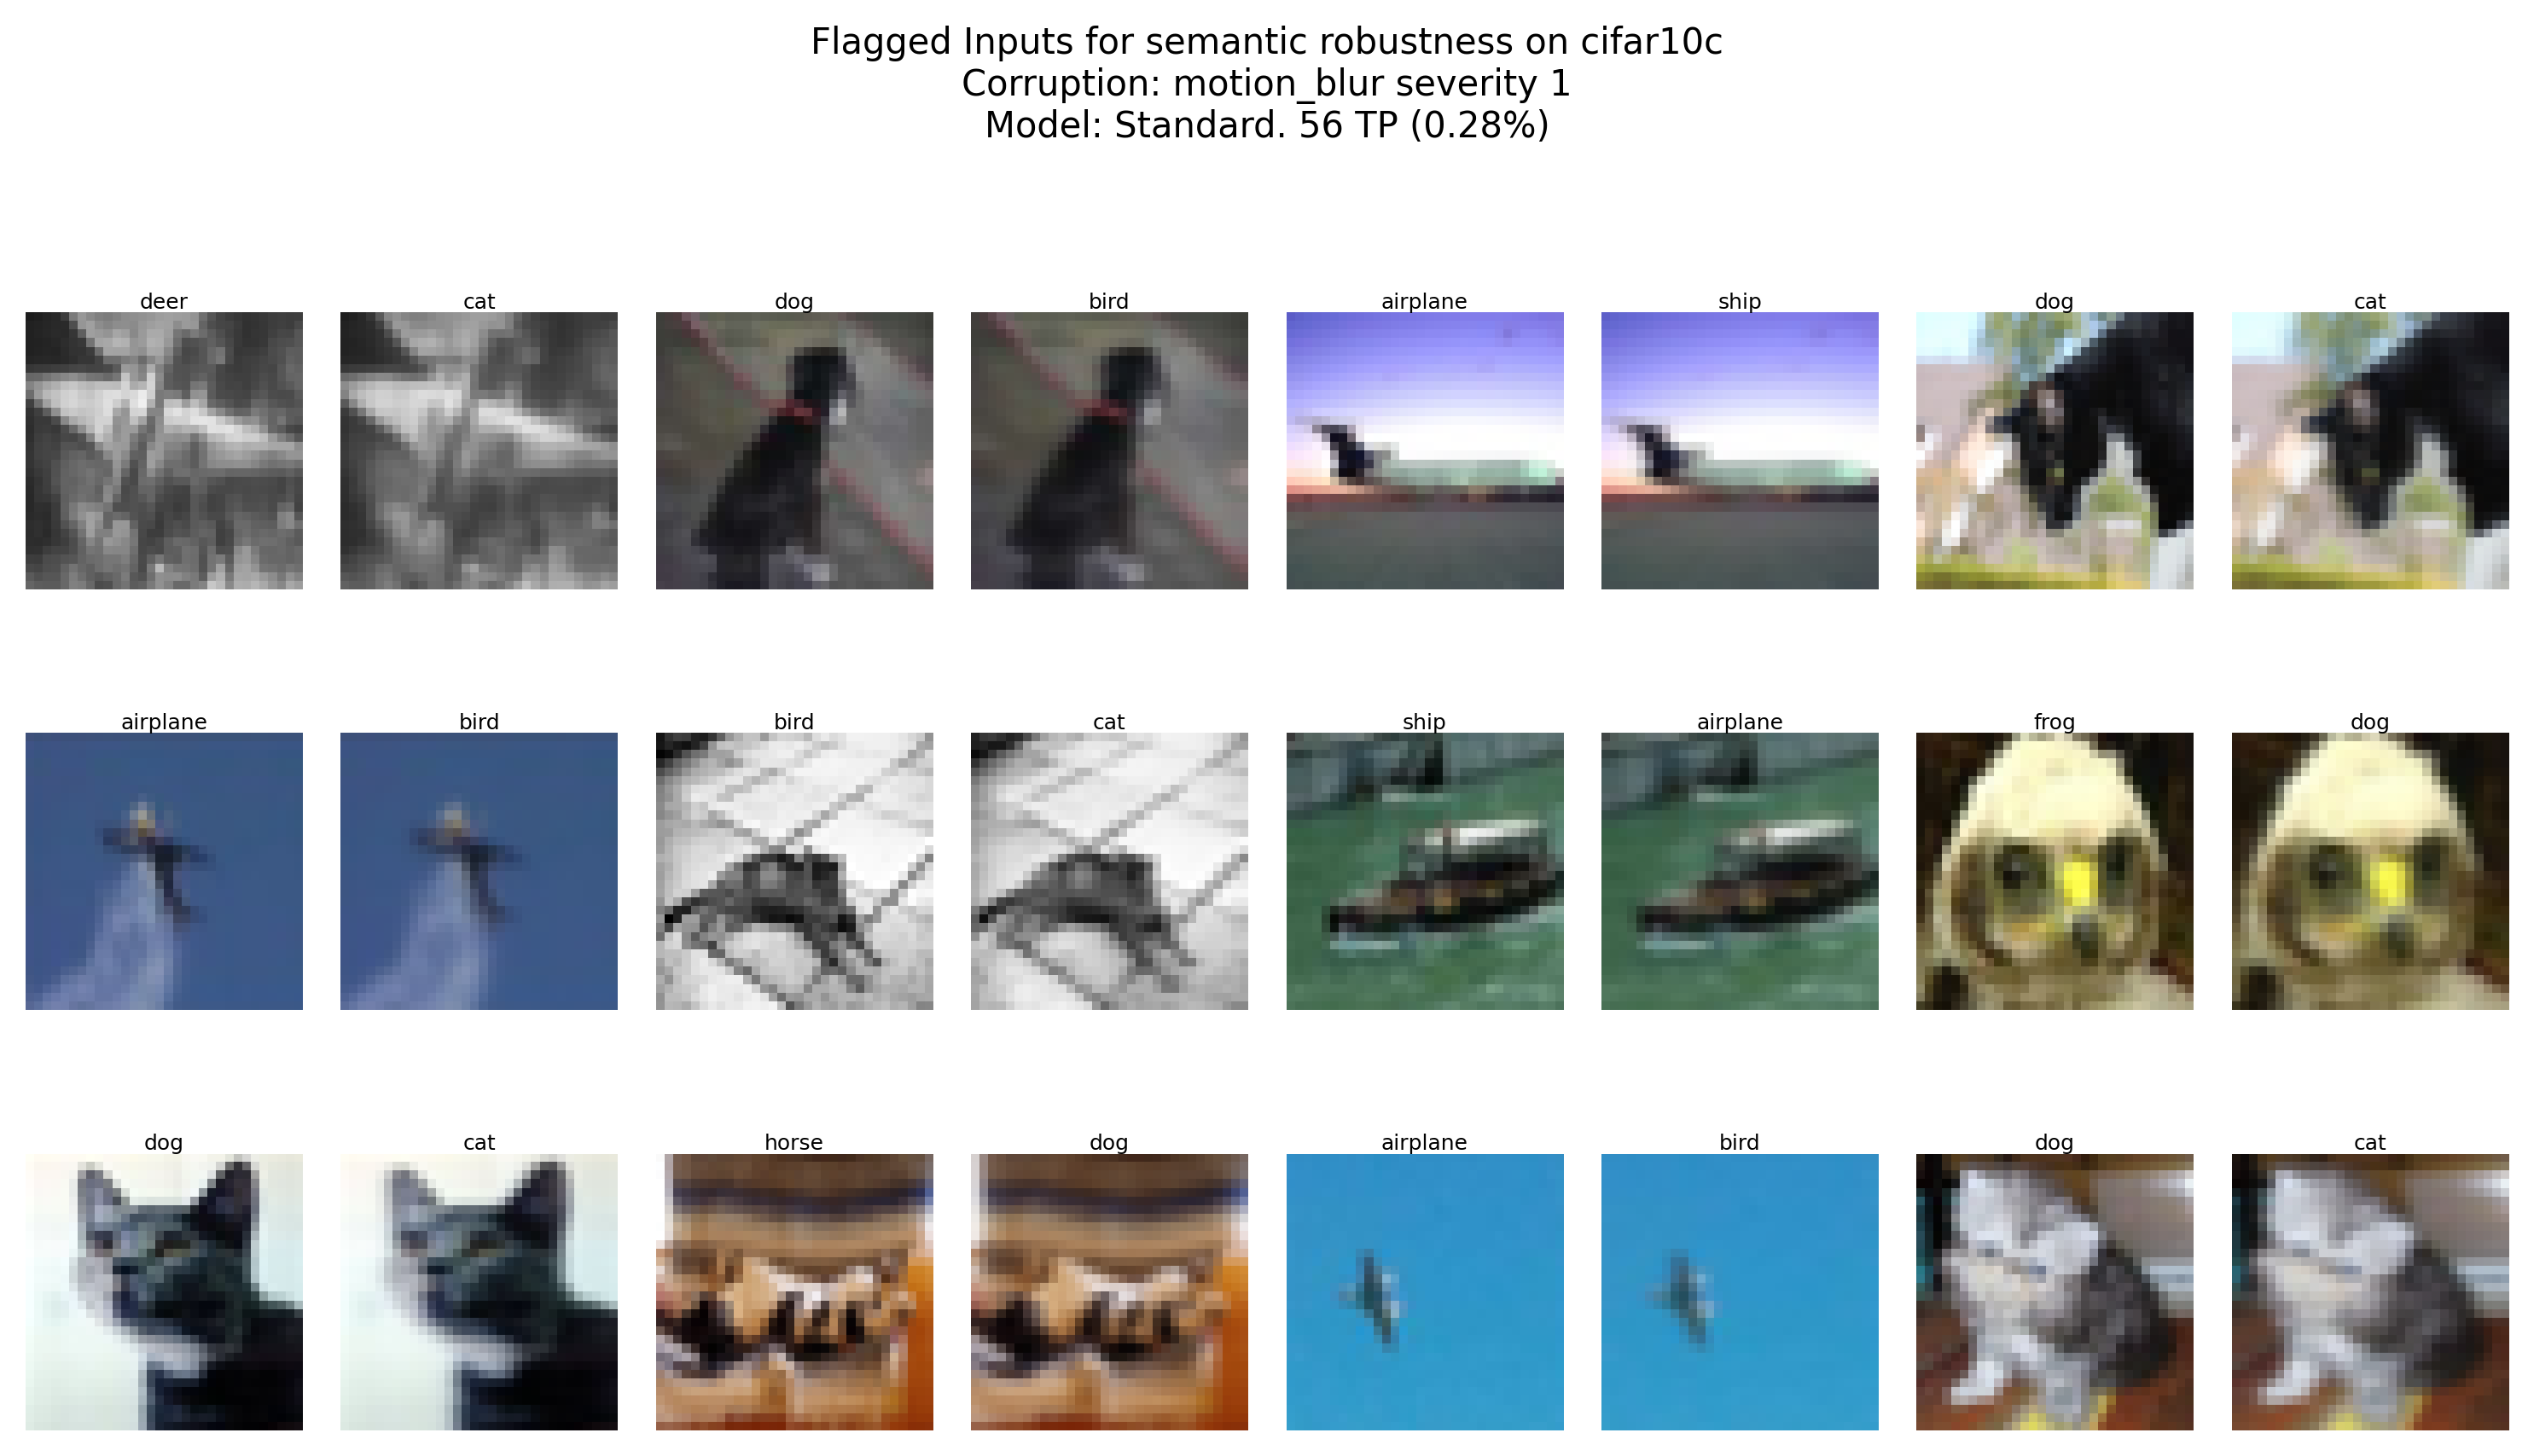 Flagged Inputs for semantic robustness on cifar10c
Corruption: motion_blur severity 1
Model: Standard. 56 TP (0.28%)
deer cat dog bird airplane ship dog cat
airplane bird bird cat ship airplane frog dog
dog cat horse dog airplane bird dog cat